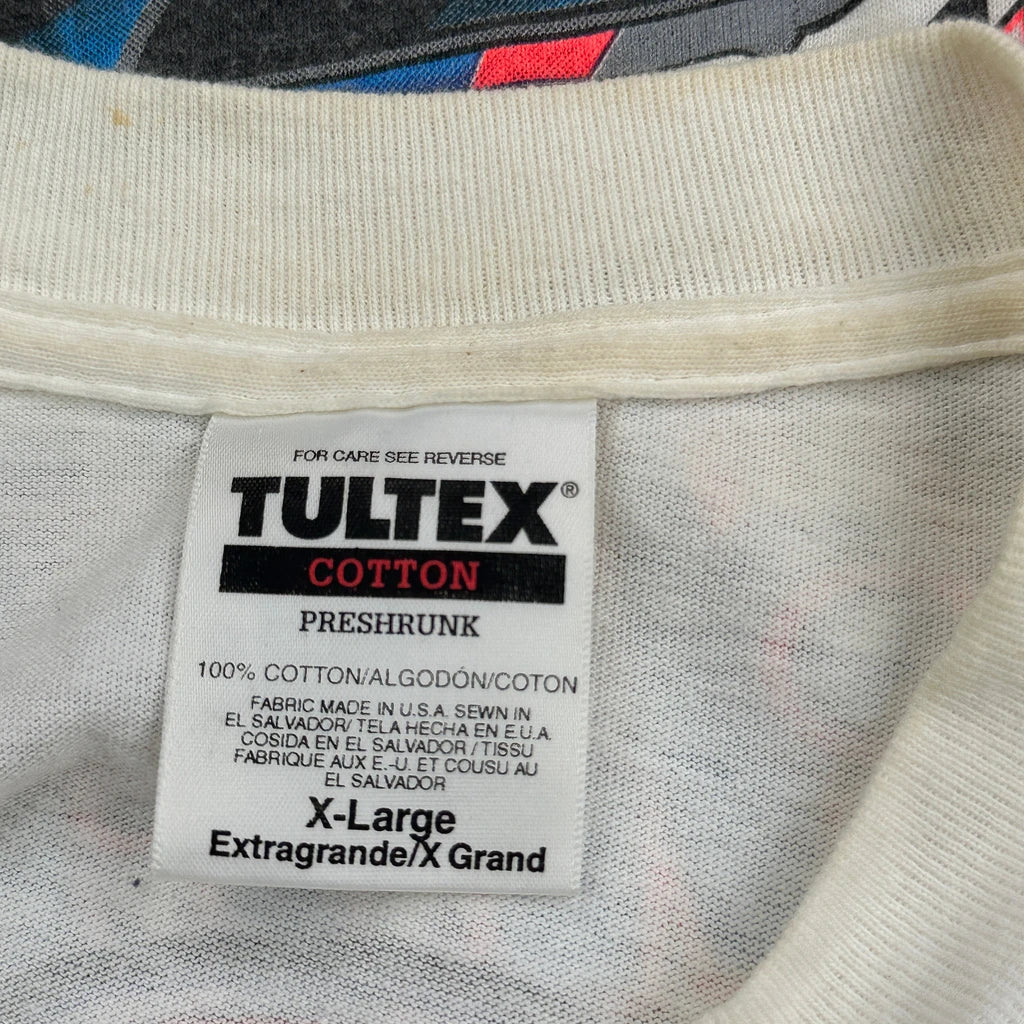 FOR CARE SEE REVERSE
TULTEX®
COTTON
PRESHRUNK
100% COTTON/ALGODÓN/COTON
FABRIC MADE IN U.S.A. SEWN IN
EL SALVADOR/ TELA HECHA EN E.U.A.
COSIDA EN EL SALVADOR / TISSU
FABRIQUE AUX E.-U. ET COUSU AU
EL SALVADOR
X-Large
Extragrande/X Grand